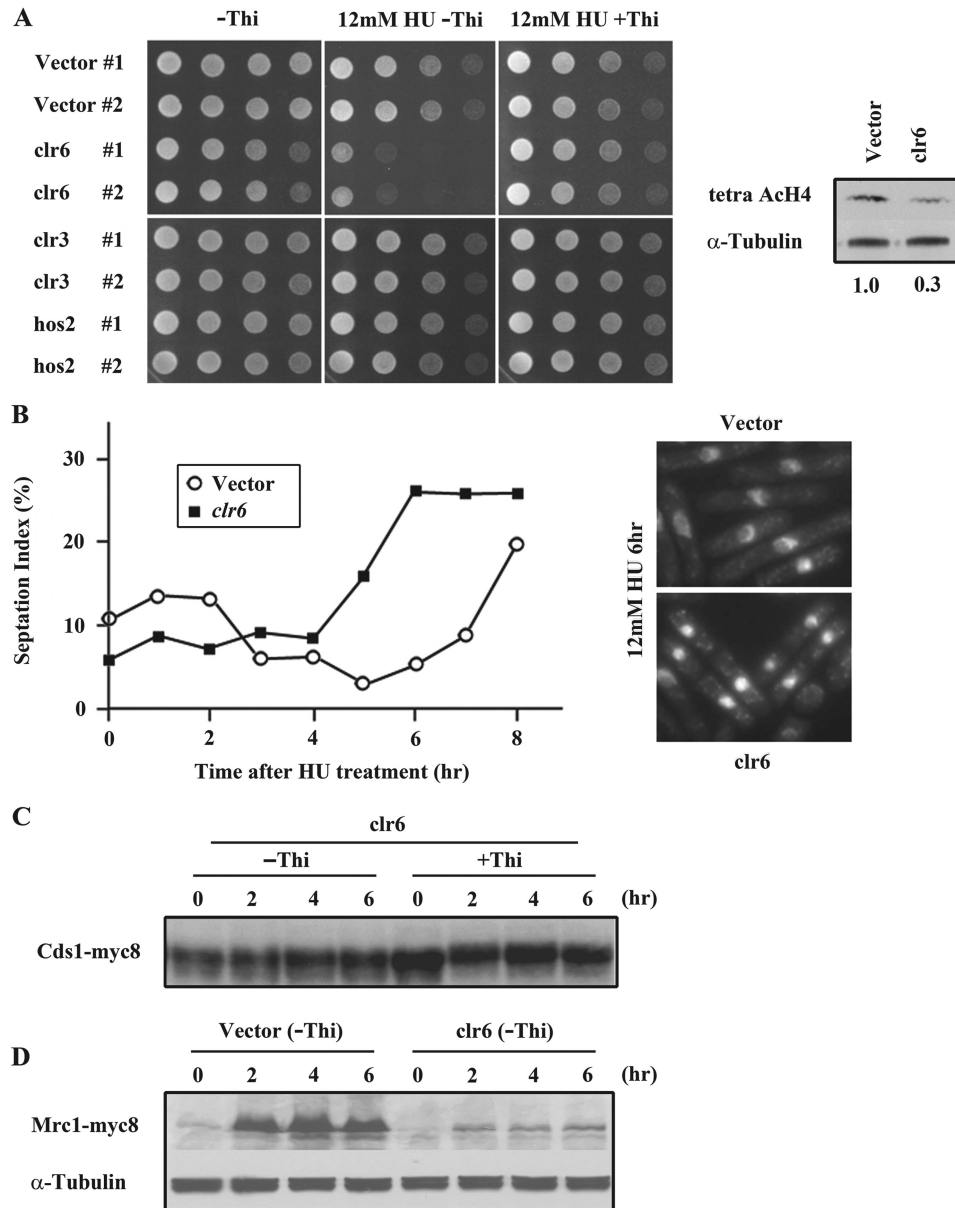 A
−Thi 12mM HU −Thi 12mM HU +Thi
Vector #1
Vector #2
clr6 #1
clr6 #2
clr3 #1
clr3 #2
hos2 #1
hos2 #2
Vector clr6
tetra AcH4
α-Tubulin
1.0 0.3
B
Septation Index (%)
30
20
10
0
Vector
clr6
0 2 4 6 8
Time after HU treatment (hr)
Vector
12mM HU 6hr
clr6
C
clr6
−Thi +Thi
0 2 4 6 0 2 4 6 (hr)
Cds1-myc8
D
Vector (−Thi) clr6 (−Thi)
0 2 4 6 0 2 4 6 (hr)
Mrc1-myc8
α-Tubulin